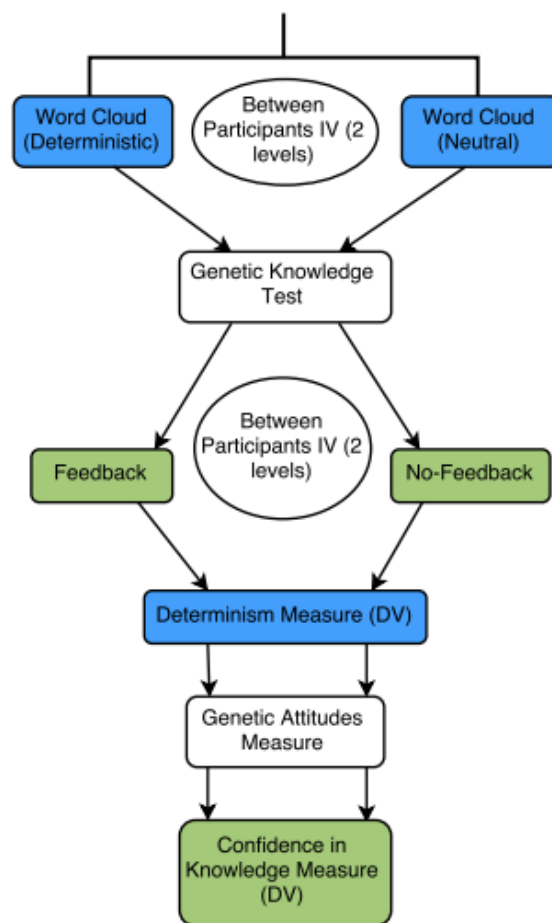 Word Cloud
(Deterministic)
Between
Participants IV (2
levels)
Word Cloud
(Neutral)
Genetic Knowledge
Test
Between
Participants IV (2
levels)
Feedback
No-Feedback
Determinism Measure (DV)
Genetic Attitudes
Measure
Confidence in
Knowledge Measure
(DV)